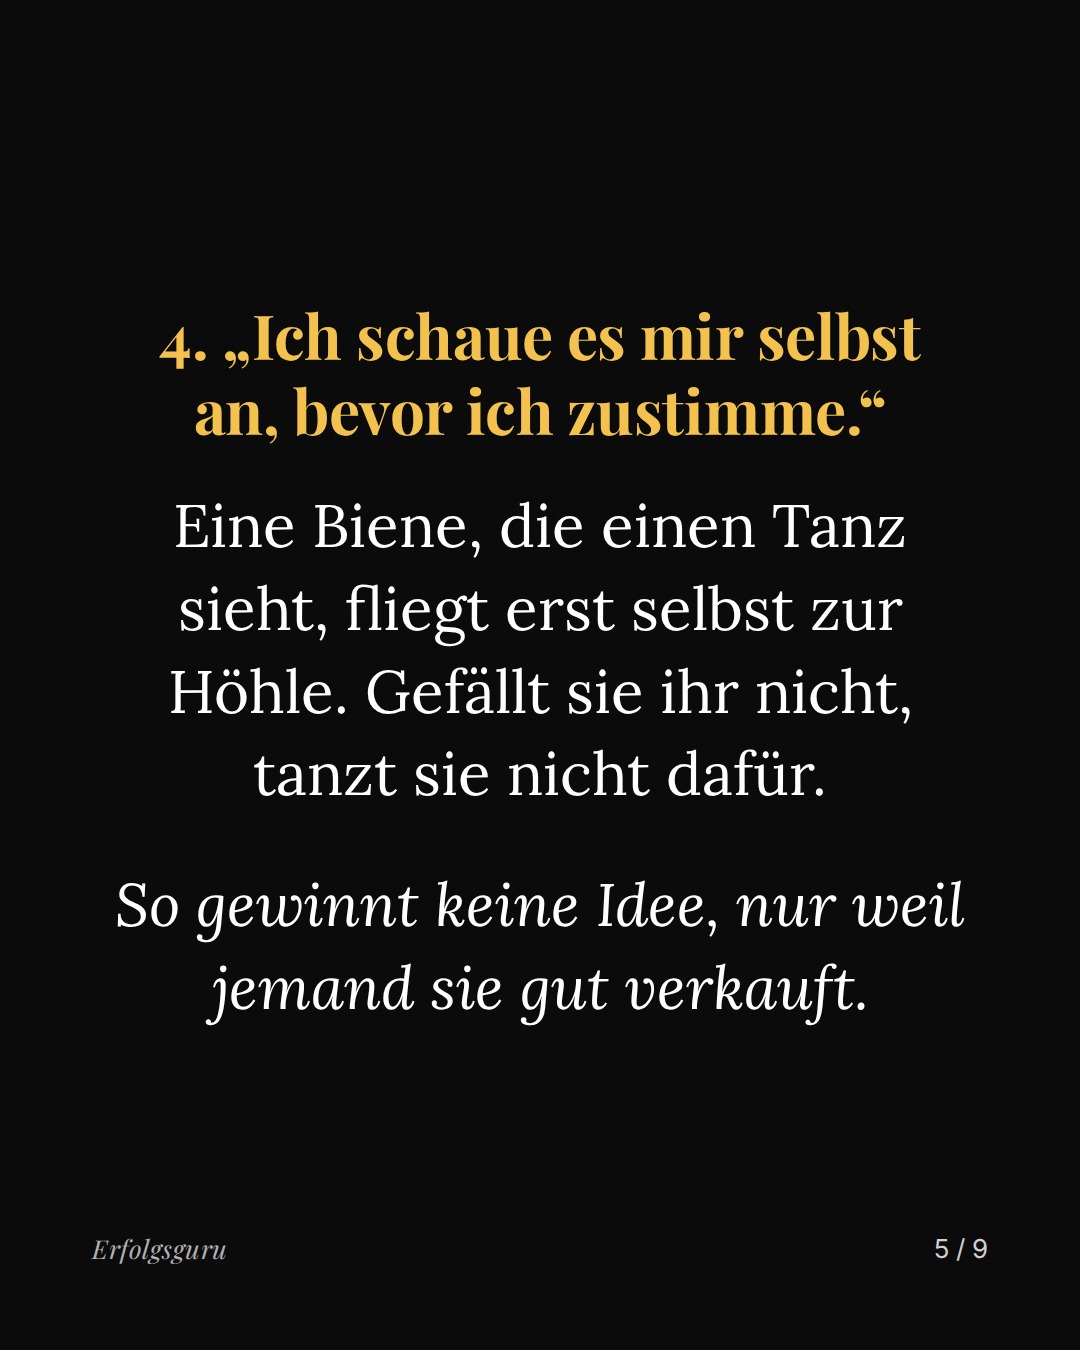 4. „Ich schaue es mir selbst
an, bevor ich zustimme.“
Eine Biene, die einen Tanz
sieht, fliegt erst selbst zur
Höhle. Gefällt sie ihr nicht,
tanzt sie nicht dafür.
So gewinnt keine Idee, nur weil
jemand sie gut verkauft.
Erfolgsguru
5 / 9